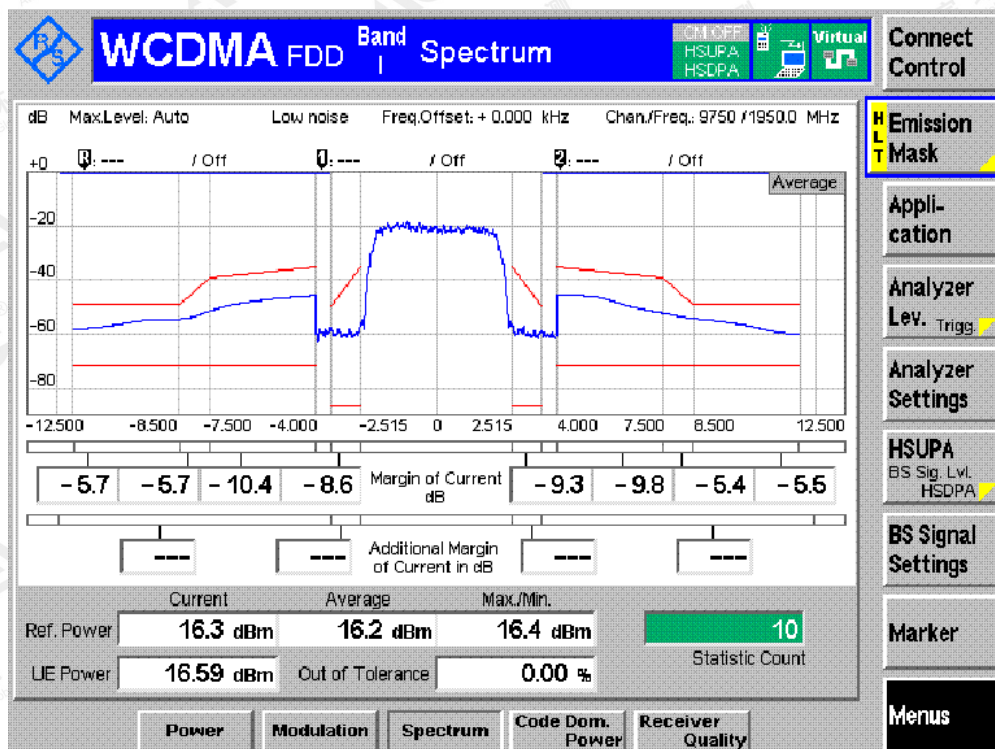 R S WCDMA FDD Band I Spectrum
CH OFF
HSUPA
HSDPA
Virtual
Connect Control
dB Max.Level: Auto Low noise Freq.Offset: + 0.000 kHz Chan./Freq.: 9750 / 1950.0 MHz
HLT Emission Mask
+0 R: --- / Off 1: --- / Off 2: --- / Off
Average
-20
-40
-60
-80
-12.500 -8.500 -7.500 -4.000 -2.515 0 2.515 4.000 7.500 8.500 12.500
Appli-
cation
Analyzer
Lev. Trigg.
Analyzer
Settings
-5.7 -5.7 -10.4 -8.6 Margin of Current dB -9.3 -9.8 -5.4 -5.5
HSUPA
BS Sig. Lvl.
HSDPA
--- --- Additional Margin of Current in dB --- ---
BS Signal
Settings
Current Average Max./Min.
Ref. Power 16.3 dBm 16.2 dBm 16.4 dBm 10
Statistic Count
UE Power 16.59 dBm Out of Tolerance 0.00 %
Marker
Power Modulation Spectrum Code Dom. Power Receiver Quality
Menus